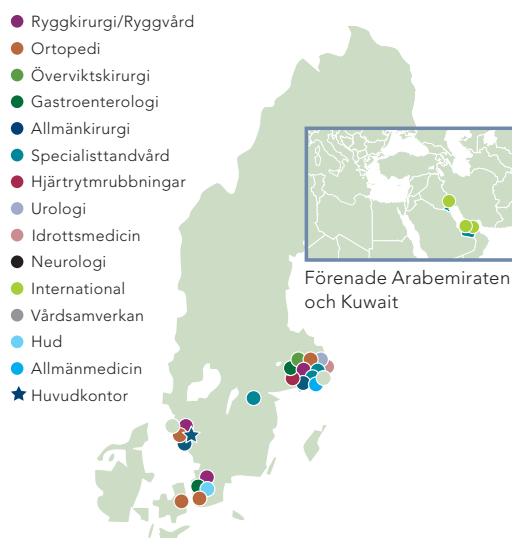 Ryggkirurgi/Ryggvård
Ortopedi
Överviktskirurgi
Gastroenterologi
Allmänkirurgi
Specialisttandvård
Hjärtrytmrubbningar
Urologi
Idrottsmedicin
Neurologi
International
Vårdsamverkan
Hud
Allmänmedicin
Huvudkontor
Förenade Arabemiraten
och Kuwait